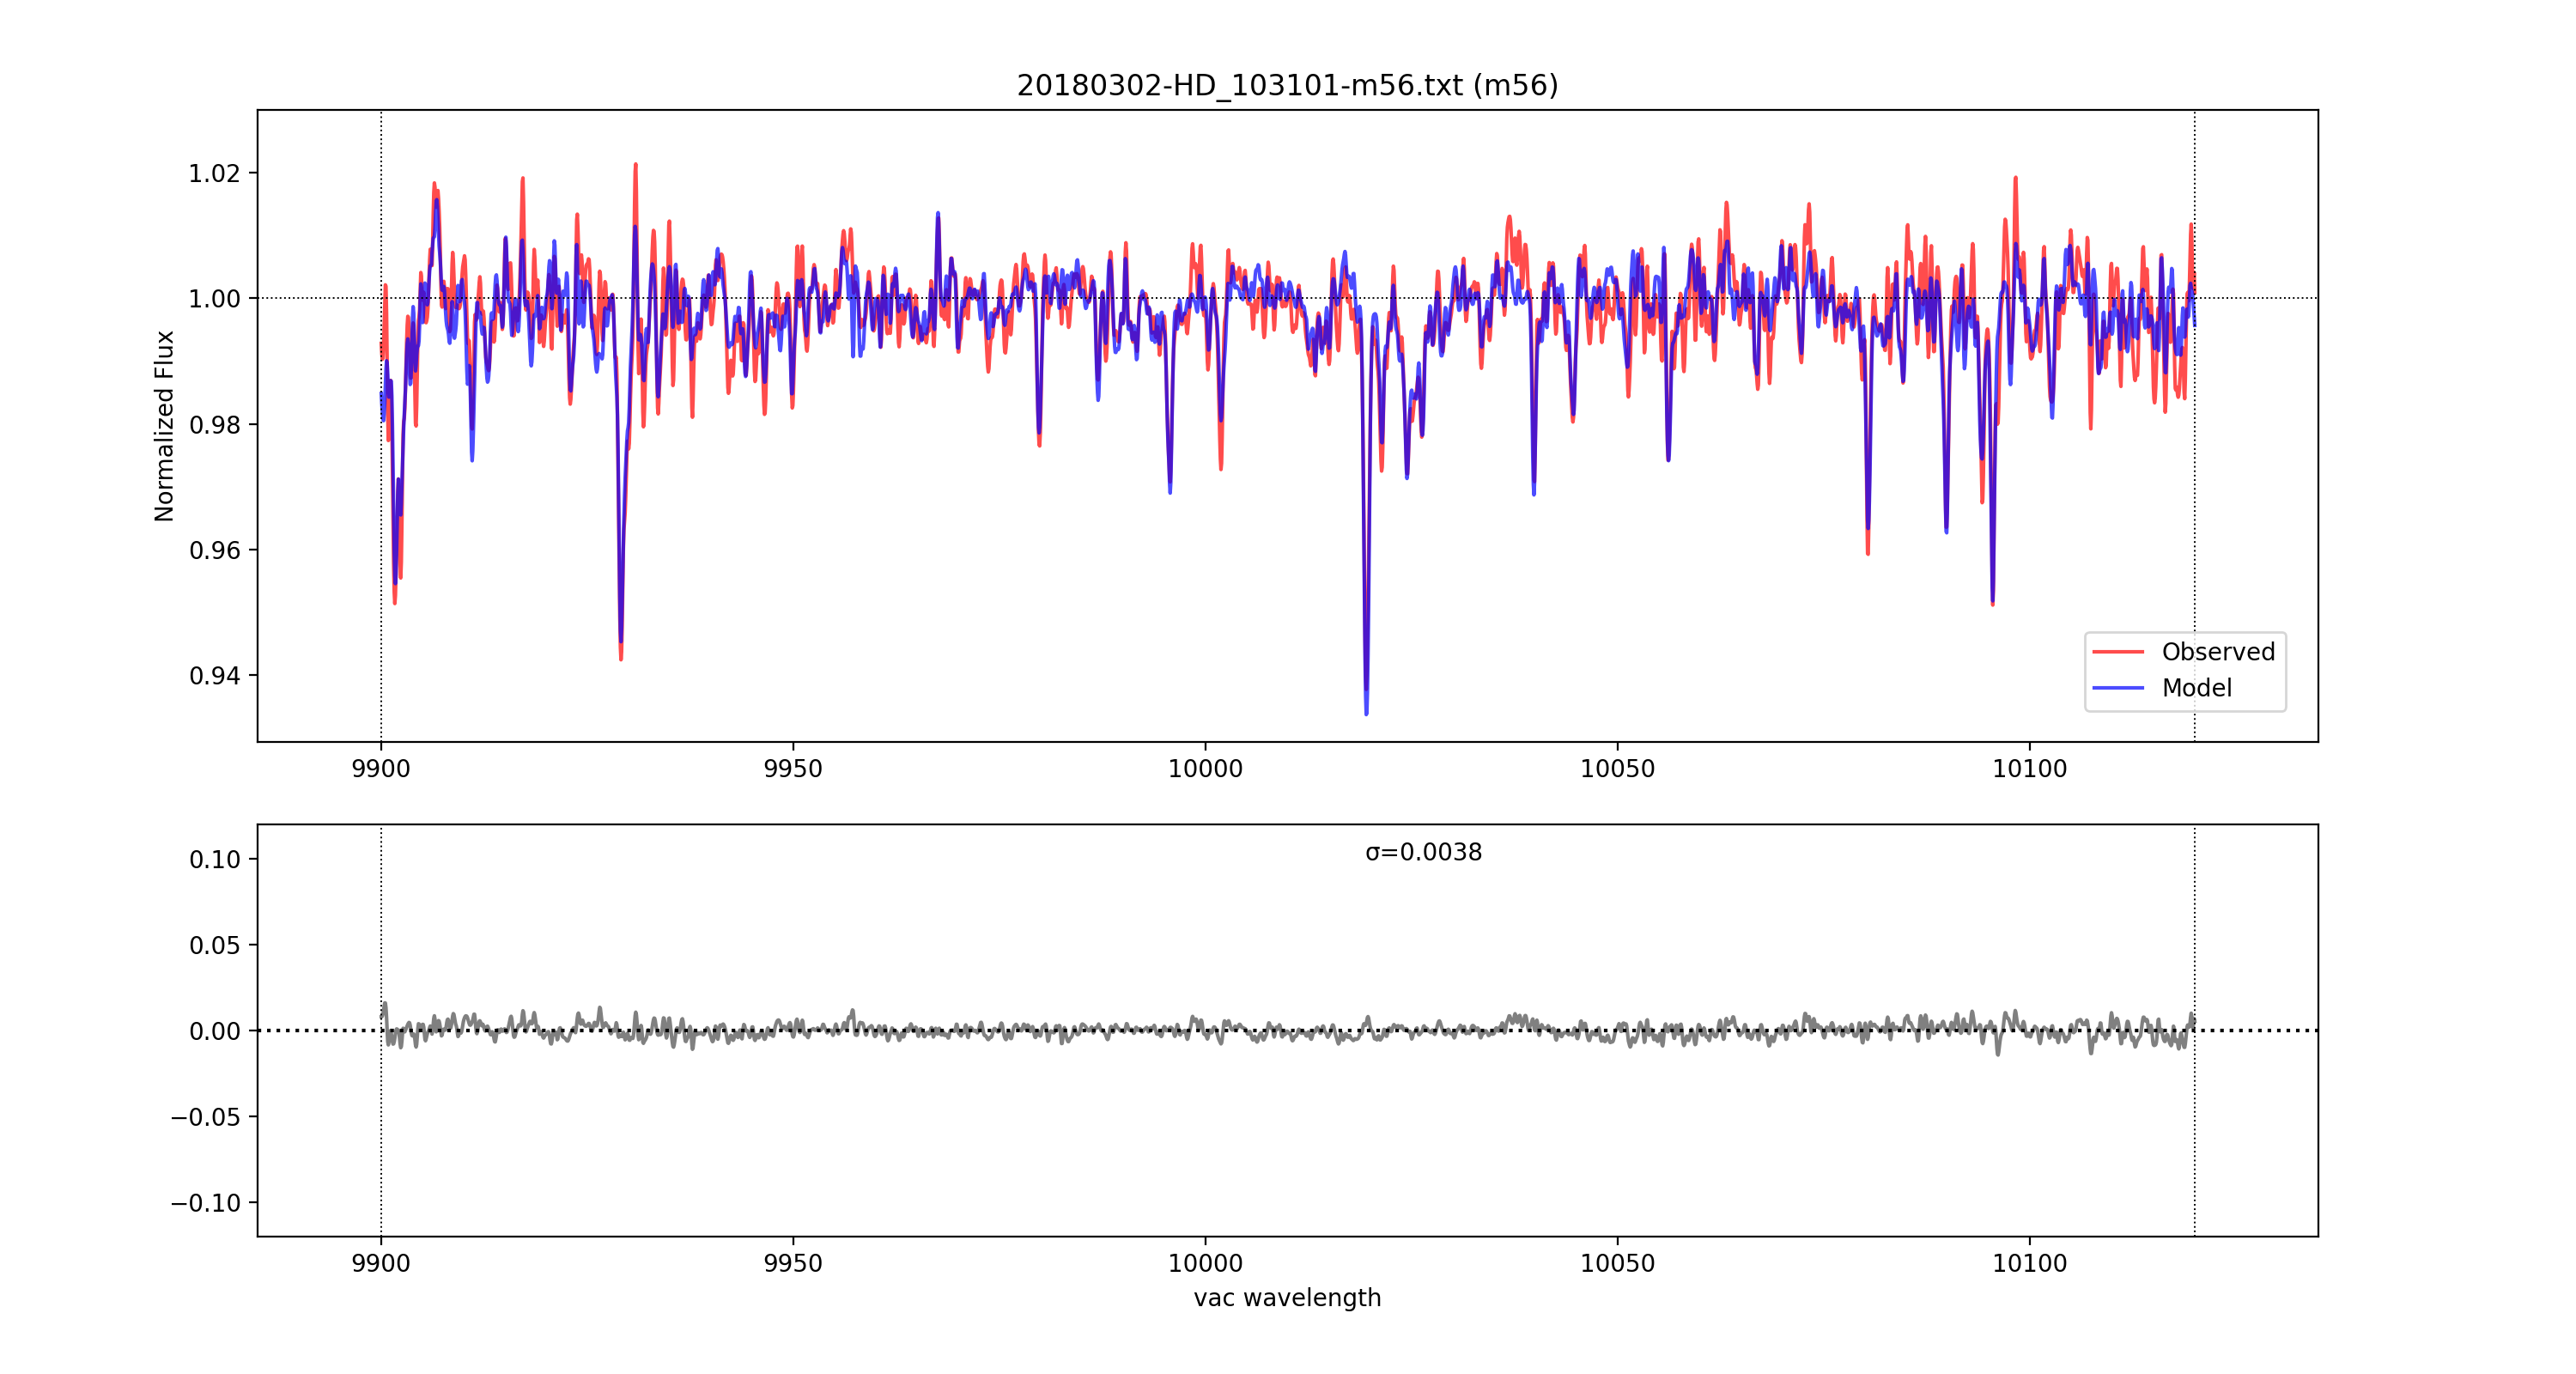 20180302-HD_103101-m56.txt (m56)
Normalized Flux
1.02
1.00
0.98
0.96
0.94
Observed
Model
9900 9950 10000 10050 10100
σ=0.0038
0.10
0.05
0.00
−0.05
−0.10
9900 9950 10000 10050 10100
vac wavelength